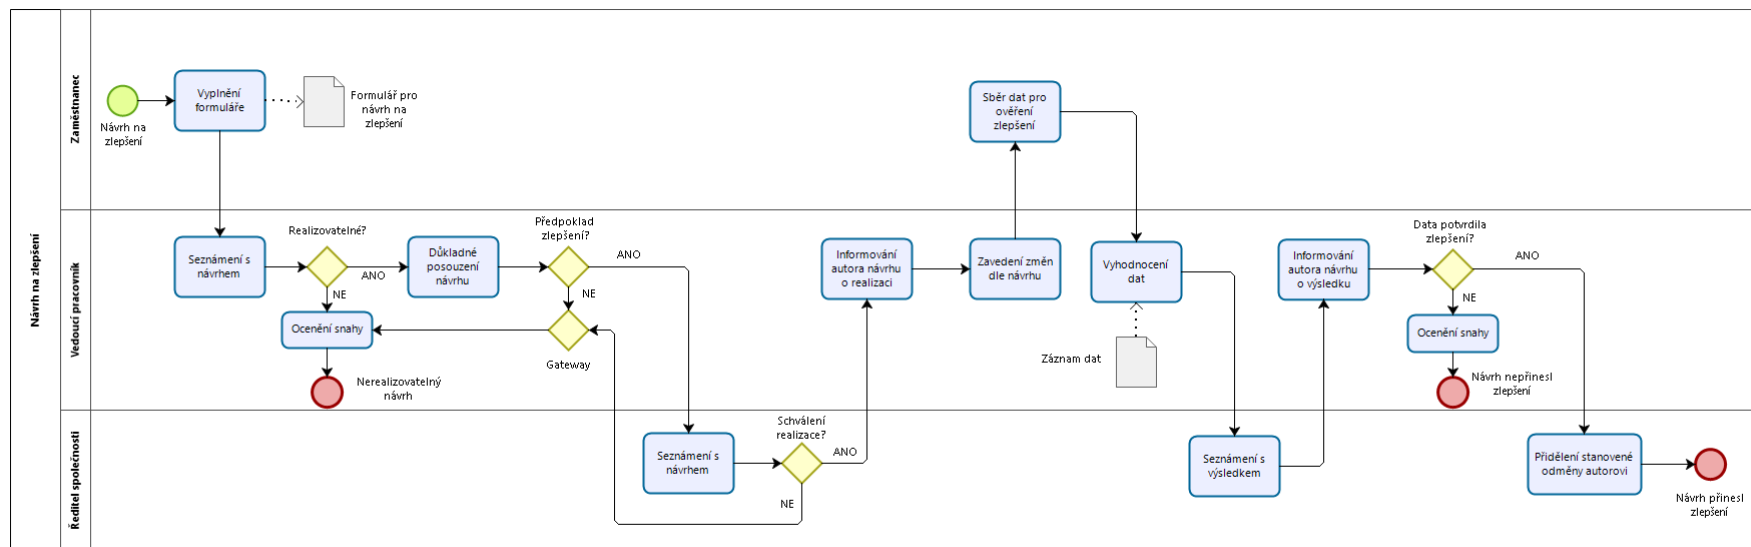 Návrh na zlepšení
Zaměstnanec
Návrh na
zlepšení
Vyplnění
formuláře
Formulář pro
návrh na
zlepšení
Sběr dat pro
ověření
zlepšení
Vedoucí pracovník
Seznámení s
návrhem
Realizovatelné?
ANO
NE
Ocenění snahy
Nerealizovatelný
návrh
Důkladné
posouzení
návrhu
Předpoklad
zlepšení?
ANO
NE
Gateway
Informování
autora návrhu
o realizaci
Zavedení změn
dle návrhu
Vyhodnocení
dat
Záznam dat
Informování
autora návrhu
o výsledku
Data potvrdila
zlepšení?
ANO
NE
Ocenění snahy
Návrh nepřinesl
zlepšení
Ředitel společnosti
Seznámení s
návrhem
Schválení
realizace?
ANO
NE
Seznámení s
výsledkem
Přidělení stanovené
odměny autorovi
Návrh přinesl
zlepšení